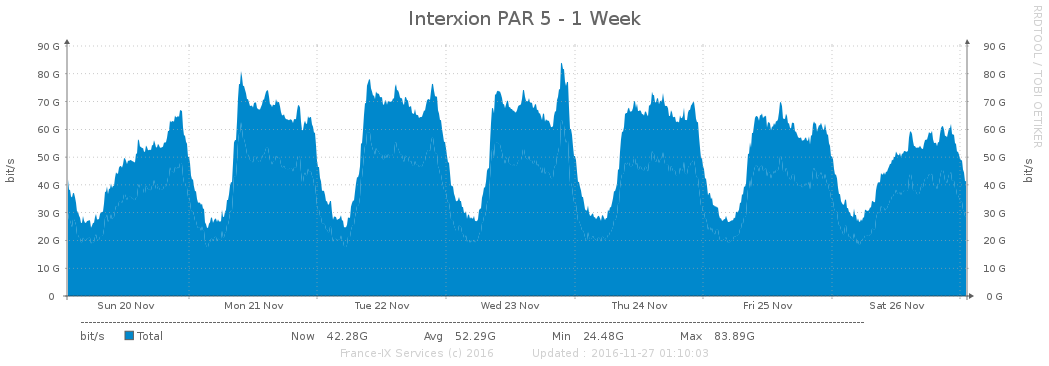 Interxion PAR 5 - 1 Week
RRDTOOL / TOBI OETIKER
90 G 90 G
80 G 80 G
70 G 70 G
60 G 60 G
50 G 50 G
40 G 40 G
30 G 30 G
20 G 20 G
10 G 10 G
0 0 G
bit/s
bit/s
Sun 20 Nov Mon 21 Nov Tue 22 Nov Wed 23 Nov Thu 24 Nov Fri 25 Nov Sat 26 Nov
bit/s Total Now 42.28G Avg 52.29G Min 24.48G Max 83.89G
France-IX Services (c) 2016 Updated : 2016-11-27 01:10:03